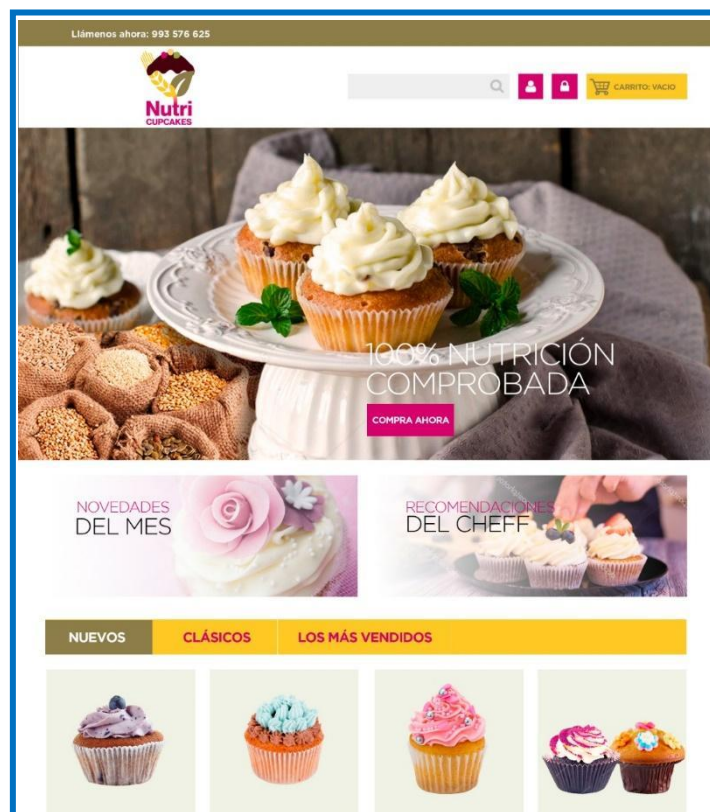 Llámenos ahora: 993 576 625
Nutri
CUPCAKES
CARRITO: VACIO
100% NUTRICIÓN
COMPROBADA
COMPRA AHORA
NOVEDADES
DEL MES
RECOMENDACIONES
DEL CHEFF
NUEVOS
CLÁSICOS
LOS MÁS VENDIDOS